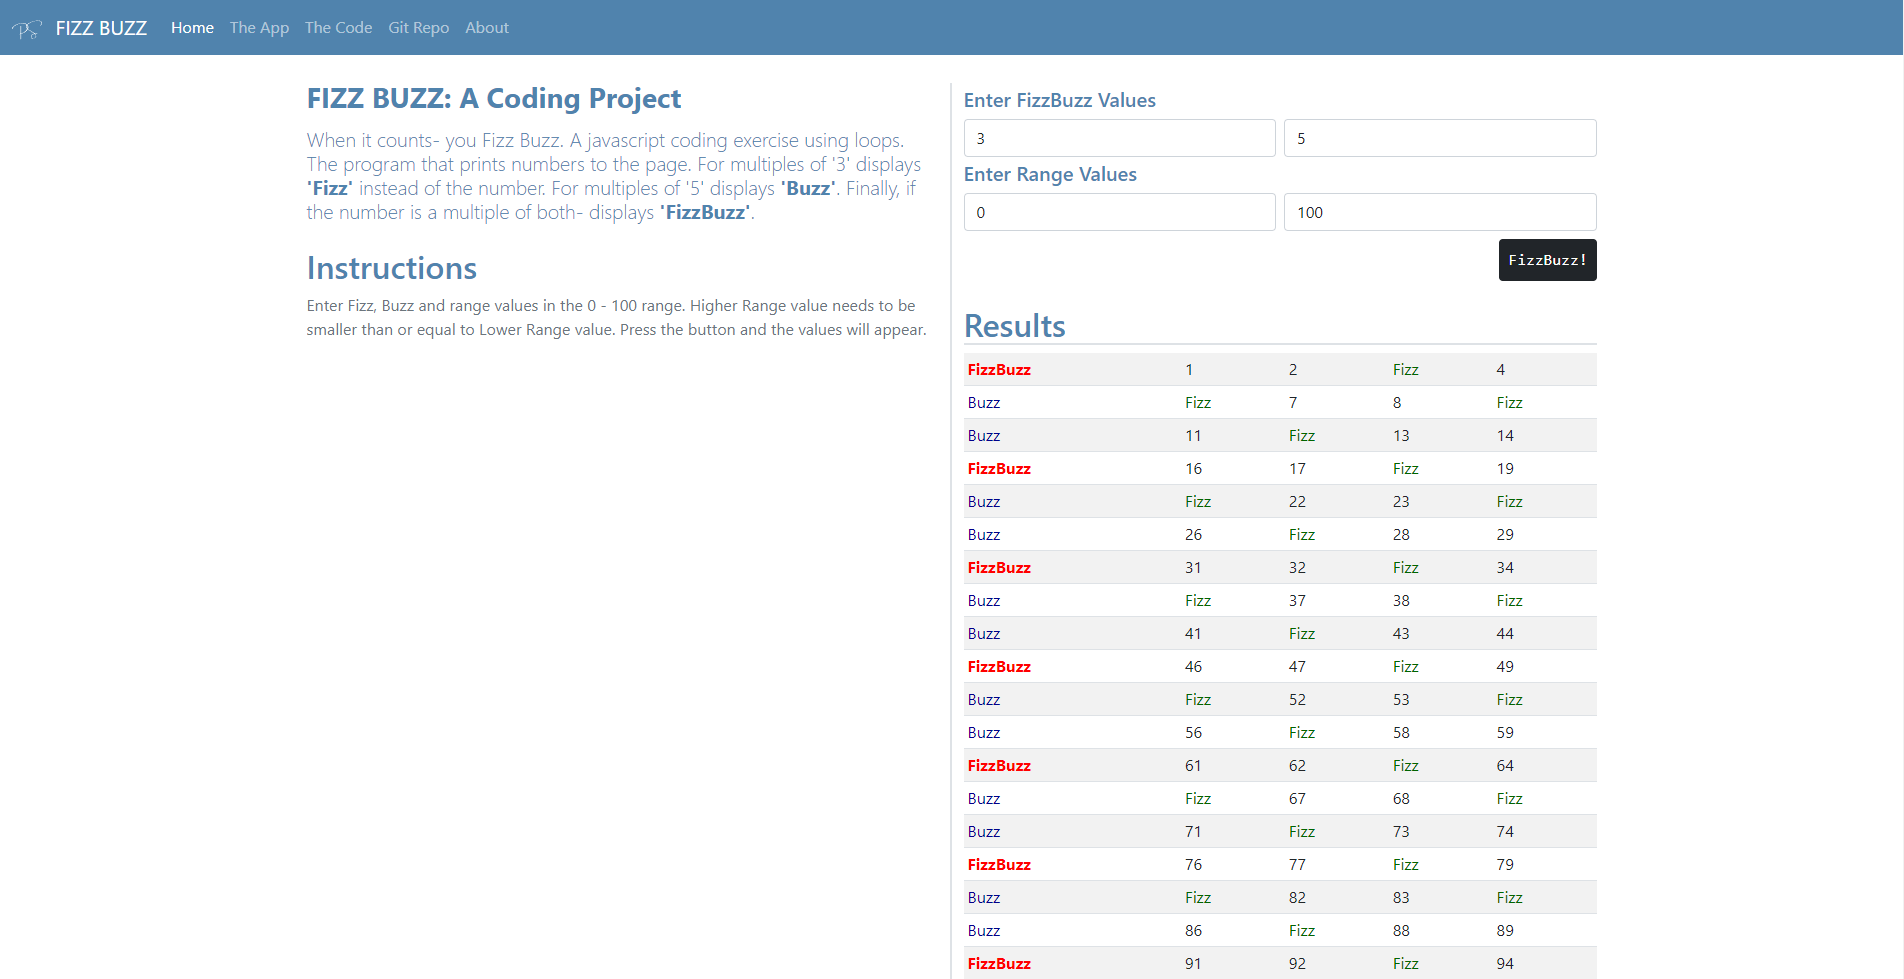 FIZZ BUZZ Home The App The Code Git Repo About
FIZZ BUZZ: A Coding Project
When it counts- you Fizz Buzz. A javascript coding exercise using loops.
The program that prints numbers to the page. For multiples of '3' displays
'Fizz' instead of the number. For multiples of '5' displays 'Buzz'. Finally, if
the number is a multiple of both- displays 'FizzBuzz'.
Instructions
Enter Fizz, Buzz and range values in the 0 - 100 range. Higher Range value needs to be
smaller than or equal to Lower Range value. Press the button and the values will appear.
Enter FizzBuzz Values
3 5
Enter Range Values
0 100
FizzBuzz!
Results
FizzBuzz 1 2 Fizz 4
Buzz Fizz 7 8 Fizz
Buzz 11 Fizz 13 14
FizzBuzz 16 17 Fizz 19
Buzz Fizz 22 23 Fizz
Buzz 26 Fizz 28 29
FizzBuzz 31 32 Fizz 34
Buzz Fizz 37 38 Fizz
Buzz 41 Fizz 43 44
FizzBuzz 46 47 Fizz 49
Buzz Fizz 52 53 Fizz
Buzz 56 Fizz 58 59
FizzBuzz 61 62 Fizz 64
Buzz Fizz 67 68 Fizz
Buzz 71 Fizz 73 74
FizzBuzz 76 77 Fizz 79
Buzz Fizz 82 83 Fizz
Buzz 86 Fizz 88 89
FizzBuzz 91 92 Fizz 94